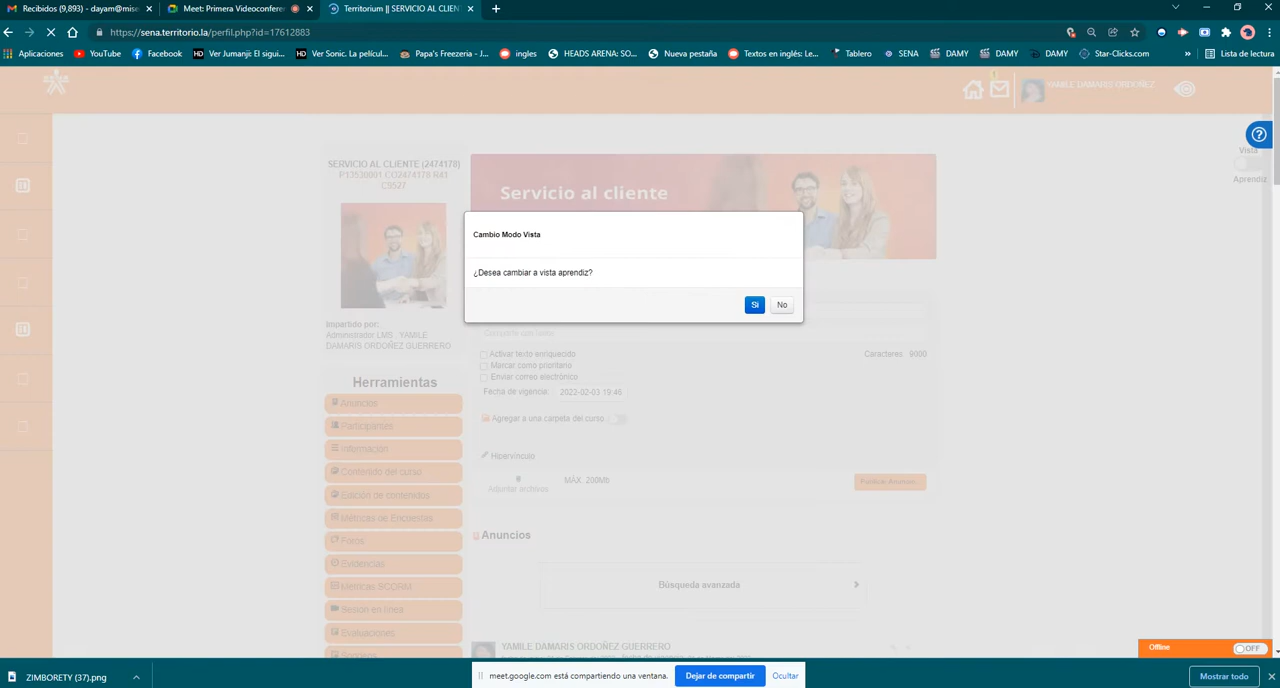 Recibidos (9,893) - dayam@mise
Meet: Primera Videoconferen
Territorium || SERVICIO AL CLIEN
https://sena.territorio.la/perfil.php?id=17612883
Aplicaciones
YouTube
Facebook
Ver Jumanji: El sigui...
Ver Sonic. La pelícu...
Papa's Freezeria - J...
ingles
HEADS ARENA: SO...
Nueva pestaña
Textos en inglés: Le...
Tablero
SENA
DAMY
DAMY
DAMY
Star-Clicks.com
»
Lista de lectura
YAMILE DAMARIS ORDOÑEZ
Vista
Aprendiz
SERVICIO AL CLIENTE (2474178)
Servicio al cliente
Cambio Modo Vista
¿Desea cambiar a vista aprendiz?
Si
No
Impartido por:
Administrador LMS , YAMILE
DAMARIS ORDOÑEZ GUERRERO
Activar texto enriquecido
Caracteres 9000
Marcar como prioritario
Enviar correo electrónico
Fecha de vigencia: 2022-02-03 19:46
Agregar a una carpeta del curso
Hipervínculo
Adjuntar archivos
MÁX. 200Mb
Publicar Anuncio
Herramientas
Anuncios
Participantes
Información
Contenido del curso
Edición de contenidos
Métricas de Encuestas
Foros
Evidencias
Métricas SCORM
Sesión en línea
Evaluaciones
Anuncios
Búsqueda avanzada
YAMILE DAMARIS ORDOÑEZ GUERRERO
Offline
OFF
ZIMBORETY (37).png
meet.google.com está compartiendo una ventana.
Dejar de compartir
Ocultar
Mostrar todo